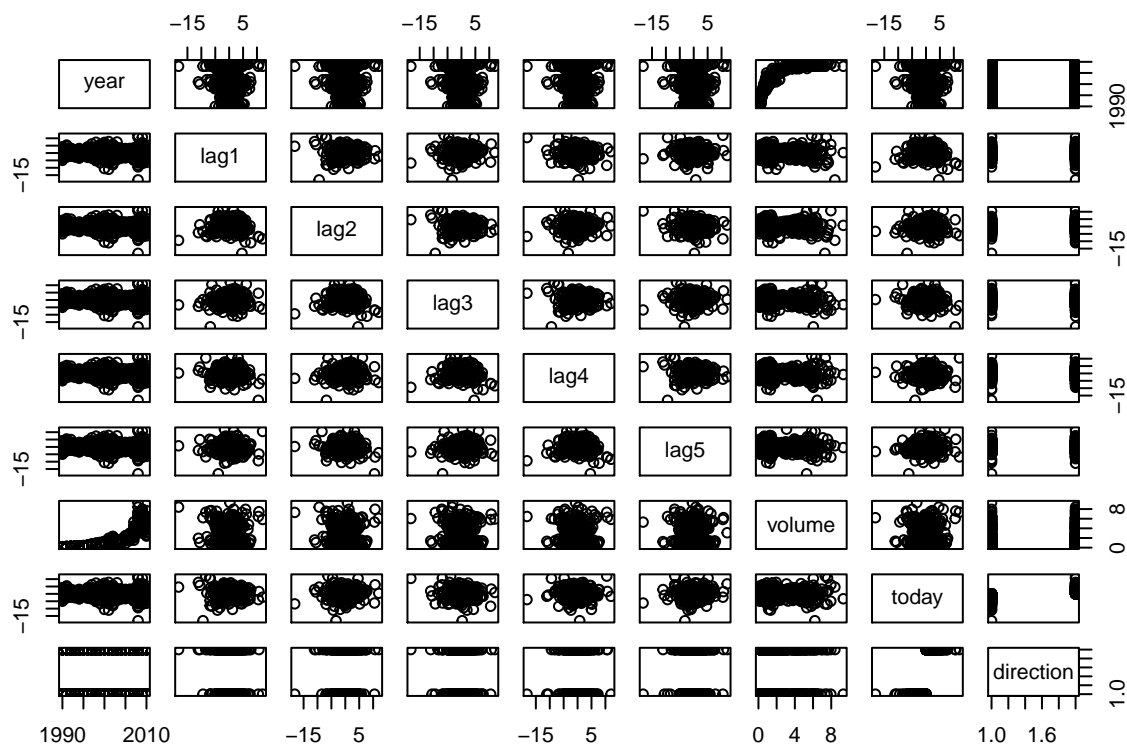 −15 5 −15 5 −15 5 −15 5
year
1990
−15
lag1
lag2
−15
−15
lag3
lag4
−15
−15
lag5
volume
0 8
−15
today
direction
1.0
1990 2010 −15 5 −15 5 0 4 8 1.0 1.6